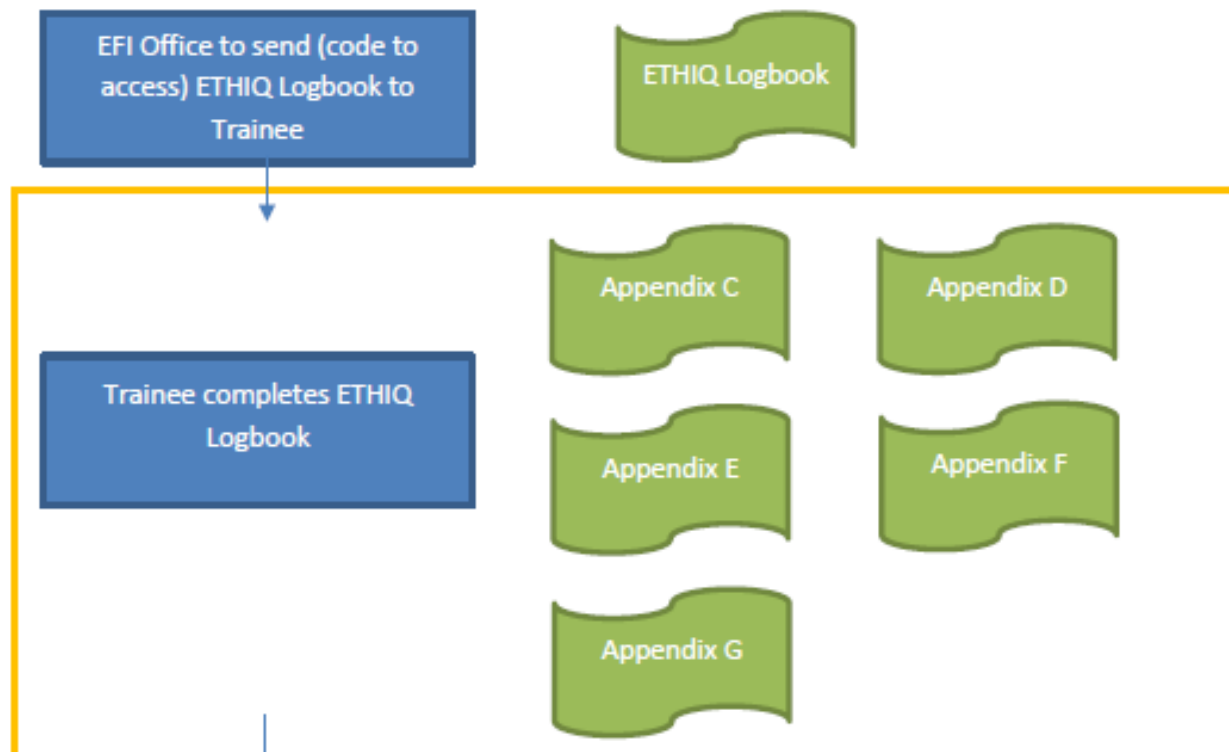 EFI Office to send (code to
access) ETHIQ Logbook to
Trainee
ETHIQ Logbook
Appendix C
Appendix D
Trainee completes ETHIQ
Logbook
Appendix E
Appendix F
Appendix G